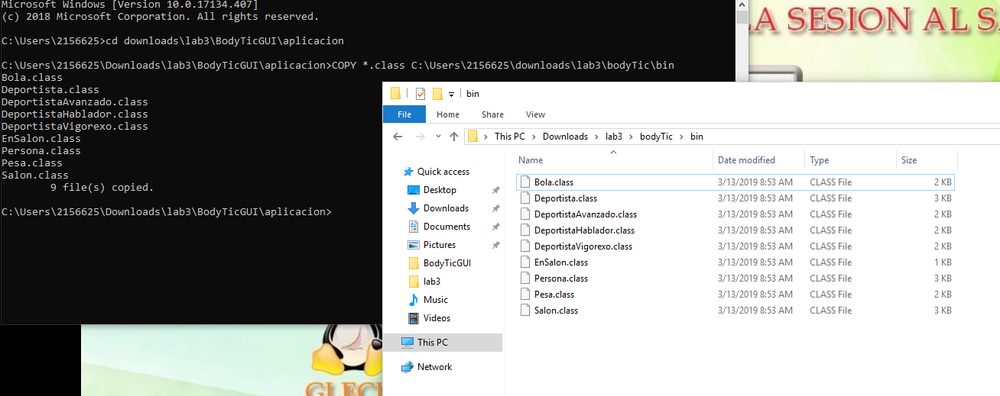 Microsoft Windows [Version 10.0.17134.407]
(c) 2018 Microsoft Corporation. All rights reserved.
C:\Users\2156625>cd downloads\lab3\BodyTicGUI\aplicacion
C:\Users\2156625\Downloads\lab3\BodyTicGUI\aplicacion>COPY *.class C:\Users\2156625\downloads\lab3\bodyTic\bin
Bola.class
Deportista.class
DeportistaAvanzado.class
DeportistaHablador.class
DeportistaVigorexo.class
EnSalon.class
Persona.class
Pesa.class
Salon.class
9 file(s) copied.
C:\Users\2156625\Downloads\lab3\BodyTicGUI\aplicacion>
LA SESION AL SA
bin
File Home Share View
This PC Downloads lab3 bodyTic bin
Quick access
Desktop
Downloads
Documents
Pictures
BodyTicGUI
lab3
Music
Videos
This PC
Network
Name Date modified Type Size
Bola.class 3/13/2019 8:53 AM CLASS File 2 KB
Deportista.class 3/13/2019 8:53 AM CLASS File 3 KB
DeportistaAvanzado.class 3/13/2019 8:53 AM CLASS File 2 KB
DeportistaHablador.class 3/13/2019 8:53 AM CLASS File 2 KB
DeportistaVigorexo.class 3/13/2019 8:53 AM CLASS File 2 KB
EnSalon.class 3/13/2019 8:53 AM CLASS File 1 KB
Persona.class 3/13/2019 8:53 AM CLASS File 3 KB
Pesa.class 3/13/2019 8:53 AM CLASS File 2 KB
Salon.class 3/13/2019 8:53 AM CLASS File 3 KB